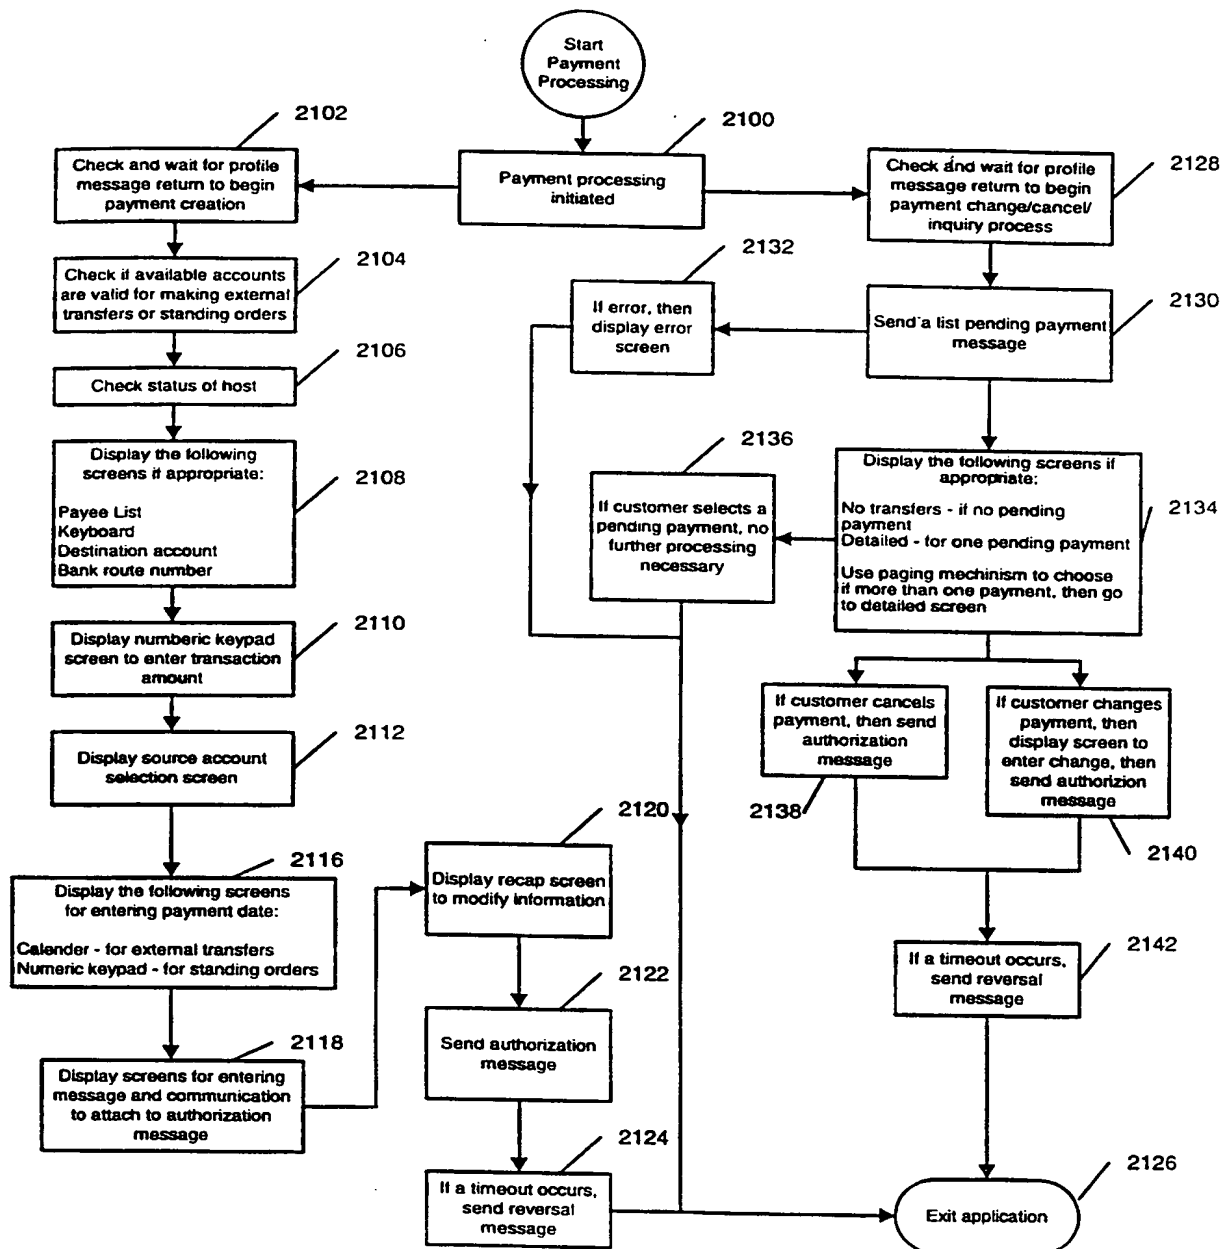 Start
Payment
Processing
2100
Payment processing
initiated
2102
Check and wait for profile
message return to begin
payment creation
2104
Check if available accounts
are valid for making external
transfers or standing orders
2106
Check status of host
2108
Display the following
screens if appropriate:
Payee List
Keyboard
Destination account
Bank route number
2110
Display numberic keypad
screen to enter transaction
amount
2112
Display source account
selection screen
2116
Display the following screens
for entering payment date:
Calender - for external transfers
Numeric keypad - for standing orders
2118
Display screens for entering
message and communication
to attach to authorization
message
2120
Display recap screen
to modify information
2122
Send authorization
message
2124
If a timeout occurs,
send reversal
message
2128
Check and wait for profile
message return to begin
payment change/cancel/
inquiry process
2130
Send a list pending payment
message
2132
If error, then
display error
screen
2134
Display the following screens if
appropriate:
No transfers - if no pending
payment
Detailed - for one pending payment
Use paging mechinism to choose
if more than one payment, then go
to detailed screen
2136
If customer selects a
pending payment, no
further processing
necessary
If customer cancels
payment, then send
authorization
message
2138
If customer changes
payment, then
display screen to
enter change, then
send authorizion
message
2140
2142
If a timeout occurs,
send reversal
message
2126
Exit application